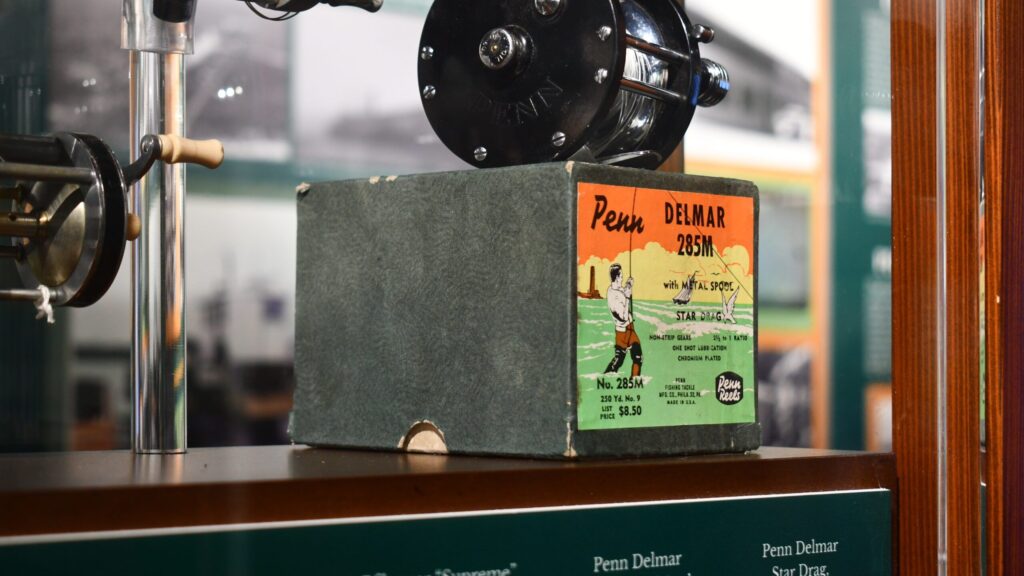 PENN
Penn
DELMAR
285M
with METAL SPOOL
STAR DRAG
NON-STRIP GEARS 2½ to 1 RATIO
ONE SHOT LUBRICATION
CHROMIUM PLATED
No. 285M
250 Yd. No. 9
LIST
PRICE $8.50
PENN
FISHING TACKLE
MFG. CO., PHILA. 32, PA.
MADE IN U.S.A.
Penn
Reels
"Supreme"
Penn Delmar
Penn Delmar
Star Drag,